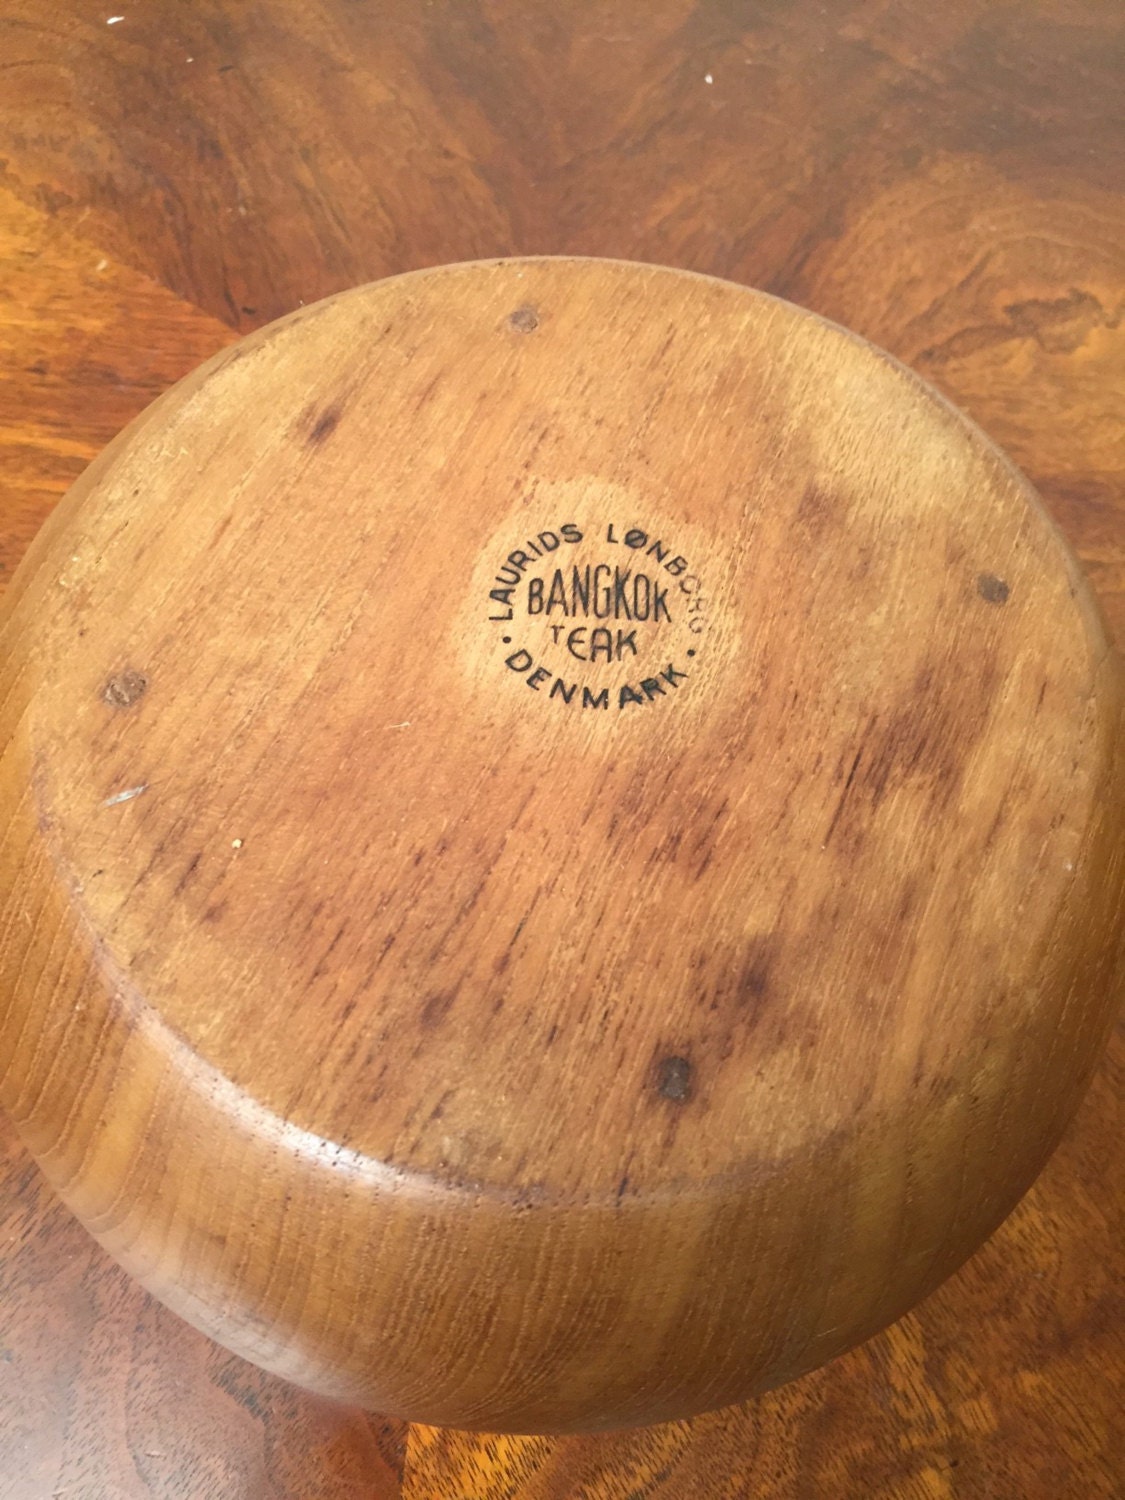 LAURIDS LØNBORG
BANGKOK
TEAK
• DENMARK •